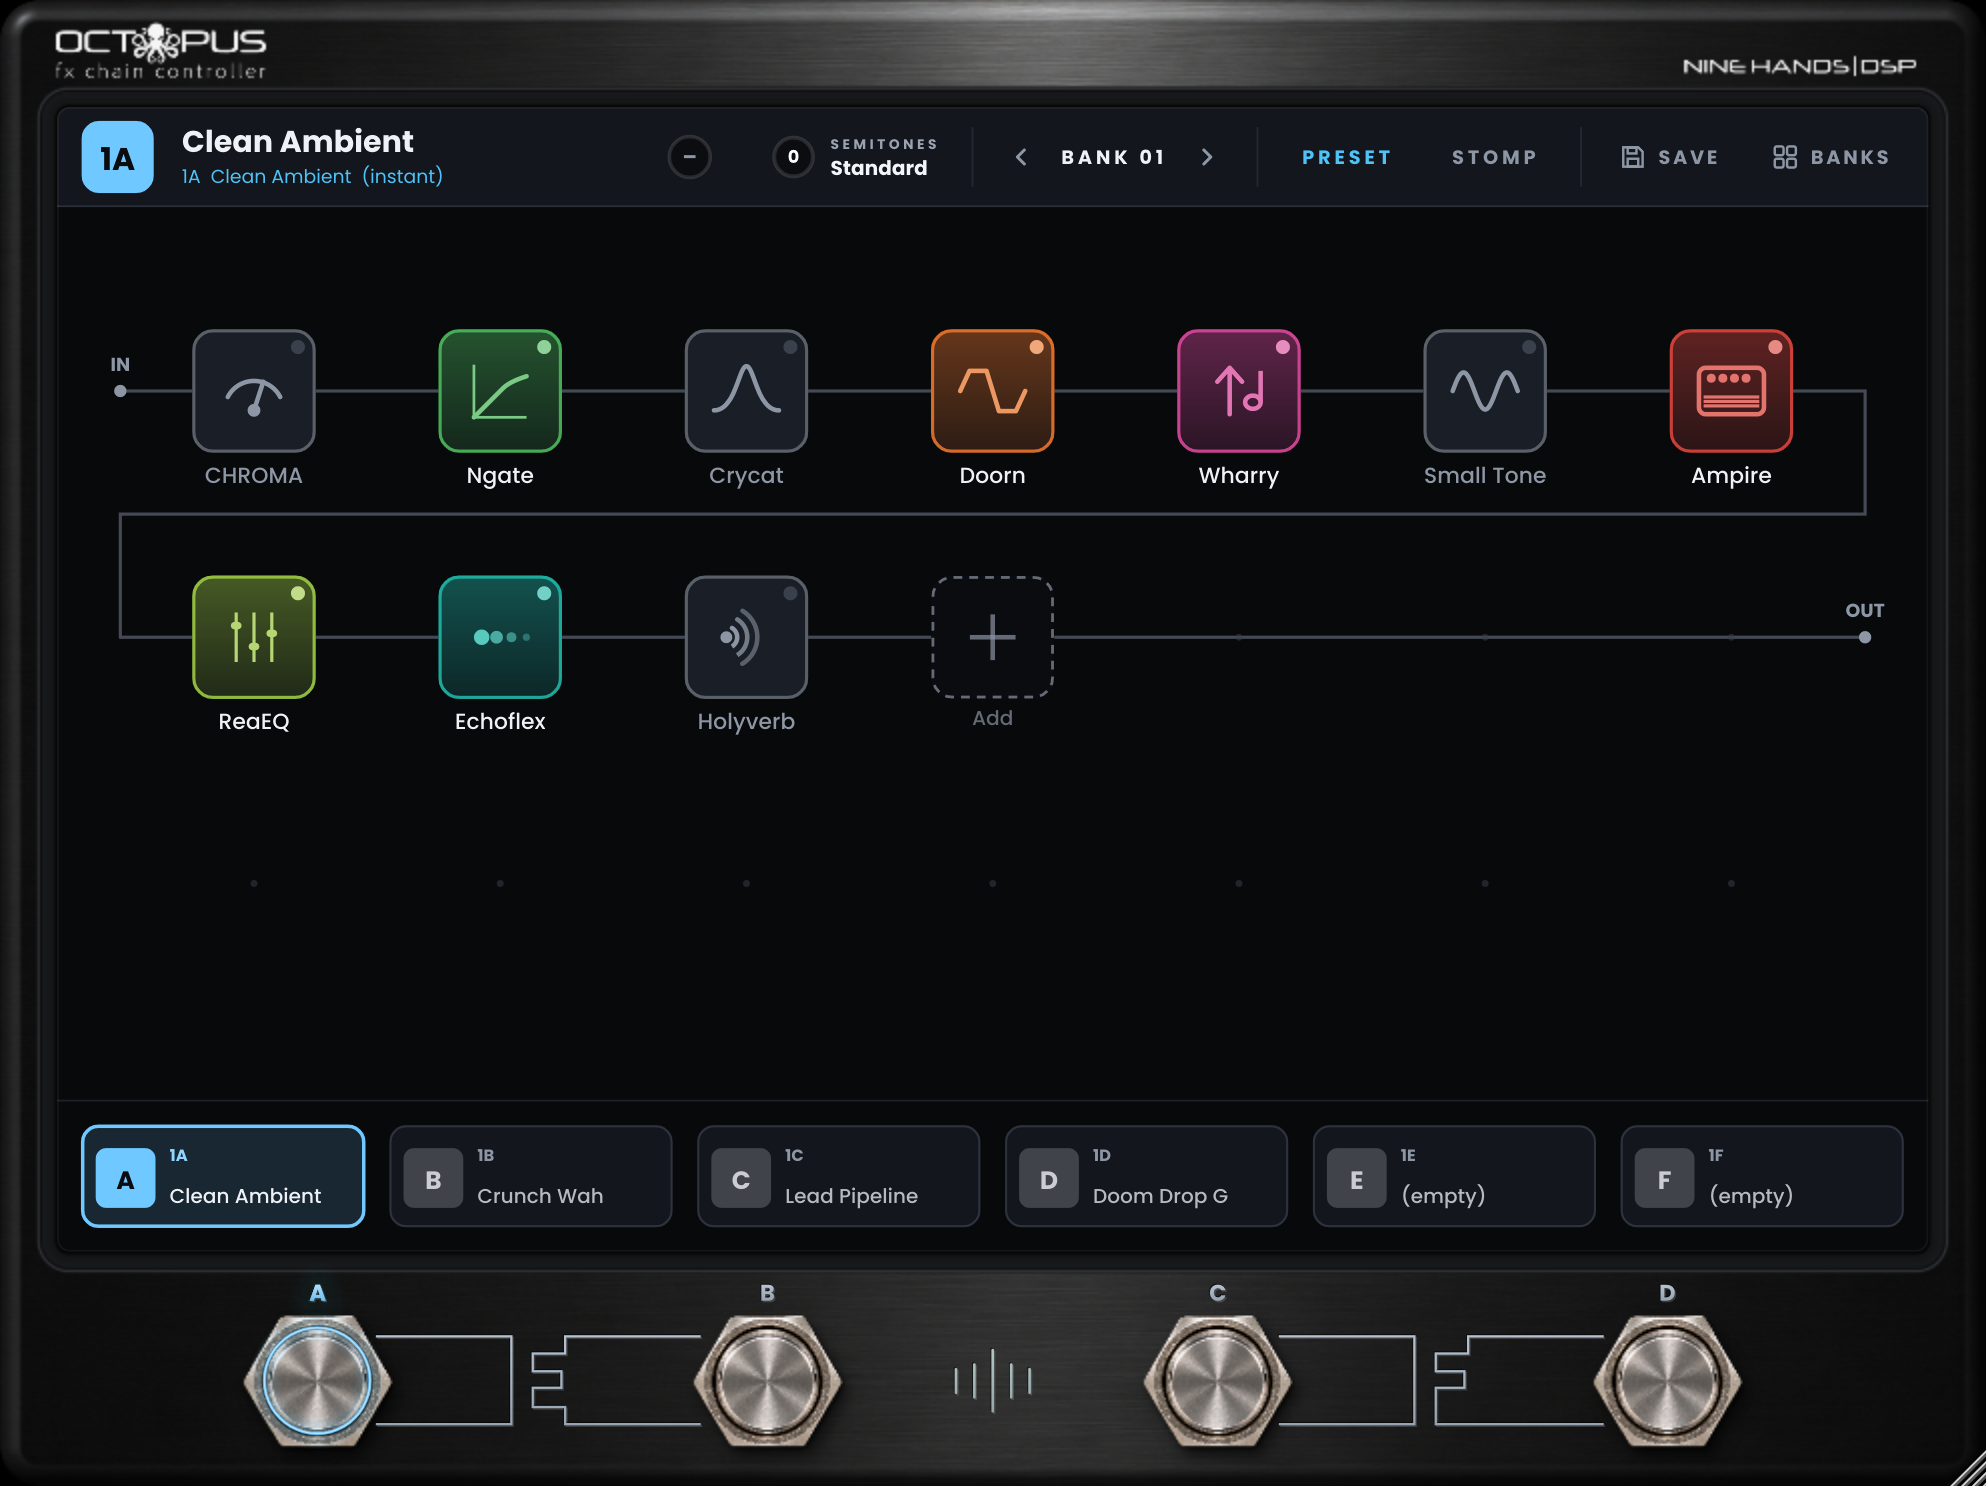 OCTOPUS
fx chain controller
NINE HANDS|DSP
1A
Clean Ambient
1A Clean Ambient (instant)
–
0
SEMITONES
Standard
BANK 01
PRESET
STOMP
SAVE
BANKS
IN
CHROMA
Ngate
Crycat
Doorn
Wharry
Small Tone
Ampire
ReaEQ
Echoflex
Holyverb
Add
OUT
A
1A
Clean Ambient
B
1B
Crunch Wah
C
1C
Lead Pipeline
D
1D
Doom Drop G
E
1E
(empty)
F
1F
(empty)
A
B
C
D